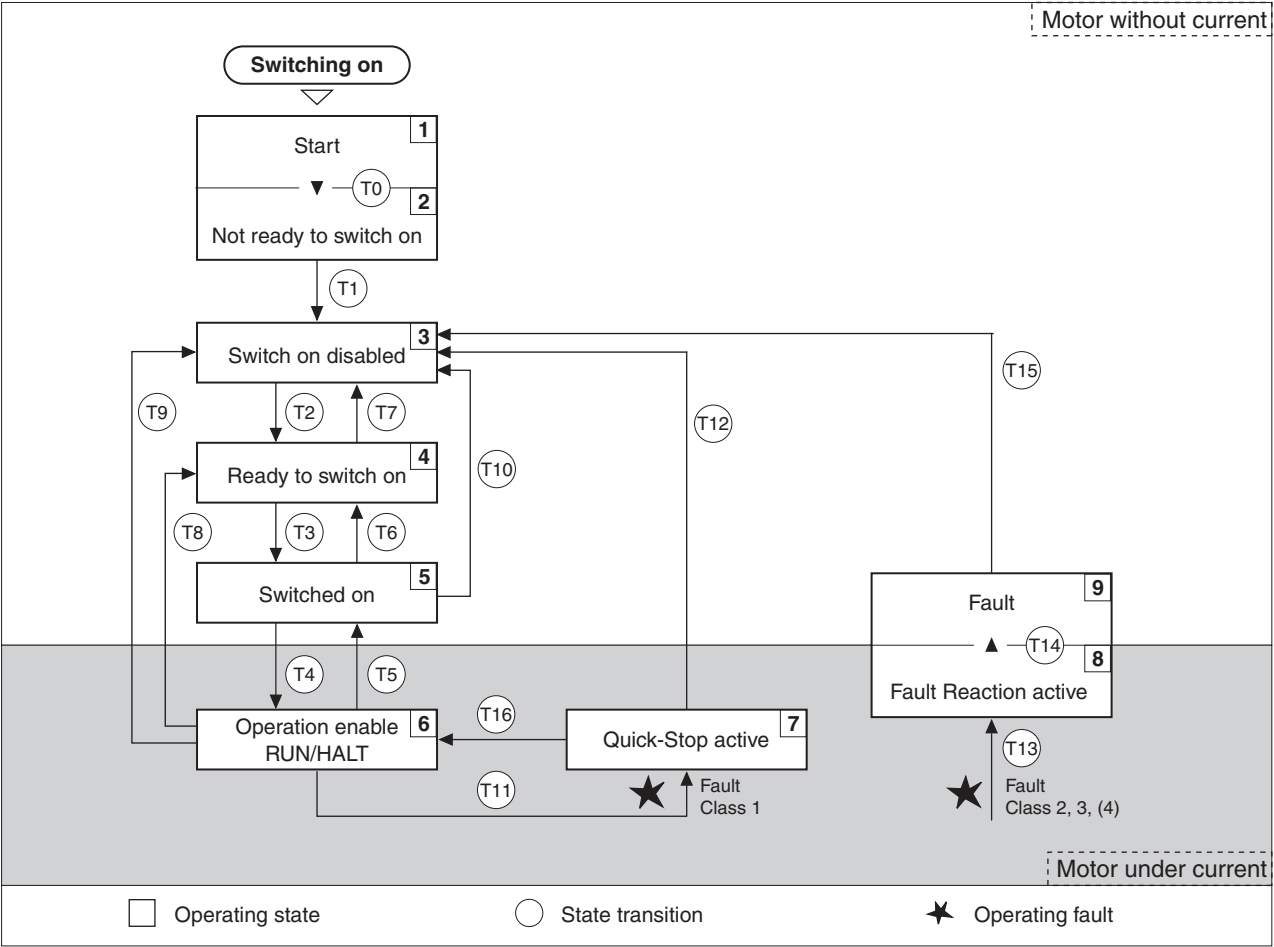 Motor without current
Switching on
1
Start
T0
2
Not ready to switch on
T1
3
Switch on disabled
T15
T9
T2
T7
T12
4
Ready to switch on
T10
T8
T3
T6
5
Switched on
9
Fault
T14
8
Fault Reaction active
T4
T5
6
Operation enable
RUN/HALT
T16
7
Quick-Stop active
T13
T11
Fault
Class 1
Fault
Class 2, 3, (4)
Motor under current
Operating state
State transition
Operating fault